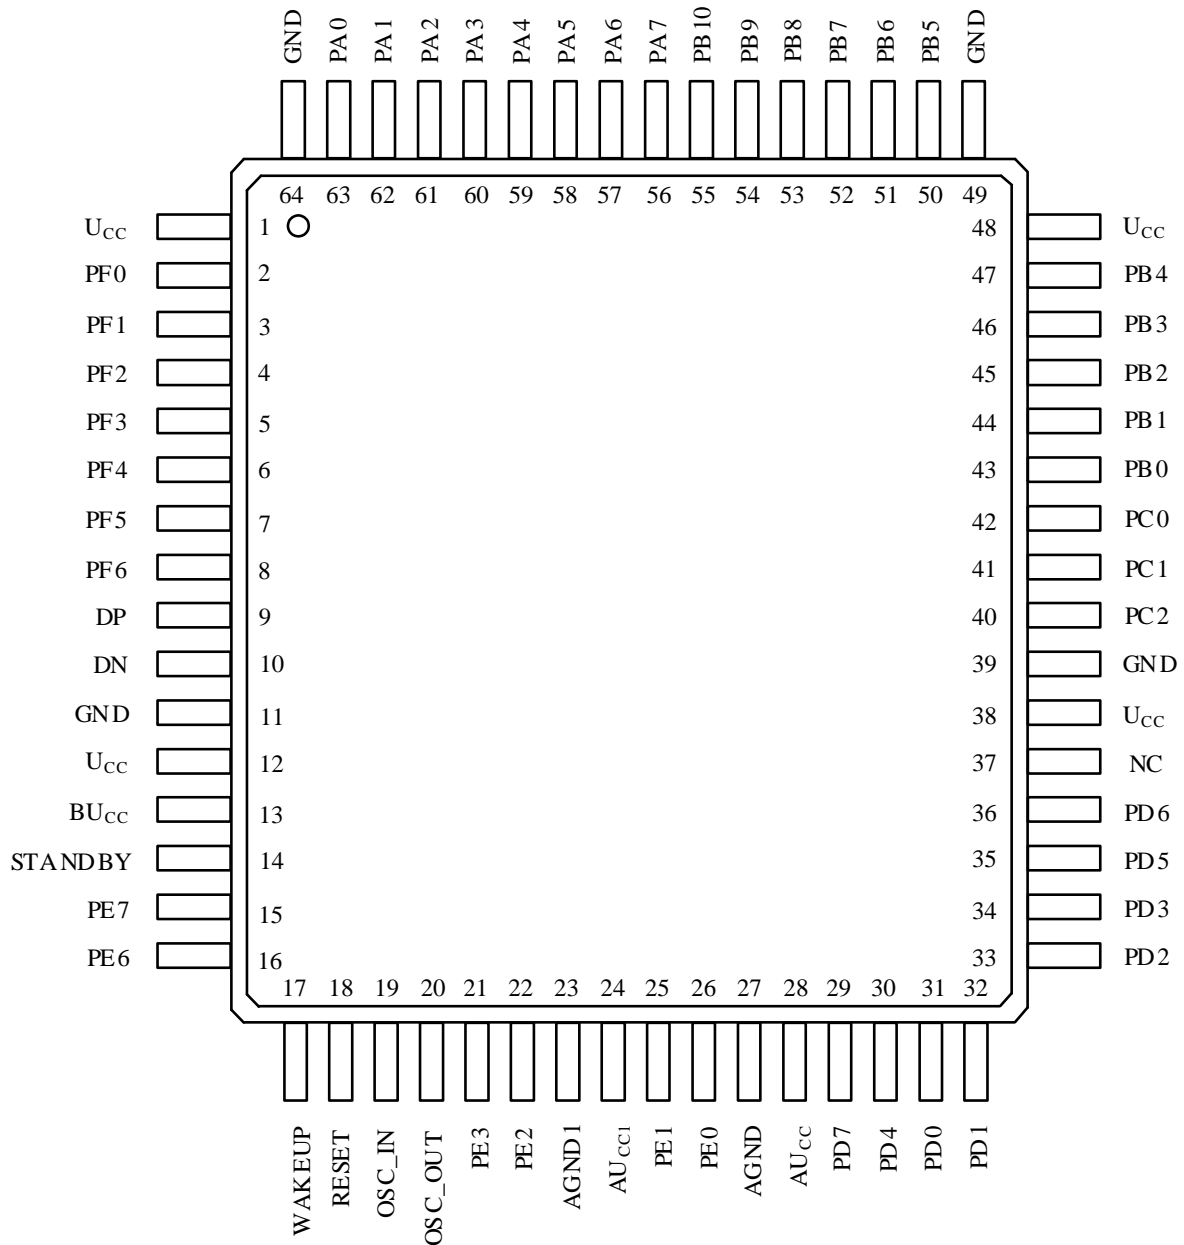 GND PA0 PA1 PA2 PA3 PA4 PA5 PA6 PA7 PB10 PB9 PB8 PB7 PB6 PB5 GND
64 63 62 61 60 59 58 57 56 55 54 53 52 51 50 49
UCC 1 48 UCC
PF0 2 47 PB4
PF1 3 46 PB3
PF2 4 45 PB2
PF3 5 44 PB1
PF4 6 43 PB0
PF5 7 42 PC0
PF6 8 41 PC1
DP 9 40 PC2
DN 10 39 GND
GND 11 38 UCC
UCC 12 37 NC
BUCC 13 36 PD6
STANDBY 14 35 PD5
PE7 15 34 PD3
PE6 16 33 PD2
17 18 19 20 21 22 23 24 25 26 27 28 29 30 31 32
WAKEUP RESET OSC_IN OSC_OUT PE3 PE2 AGND1 AUCC1 PE1 PE0 AGND AUCC PD7 PD4 PD0 PD1